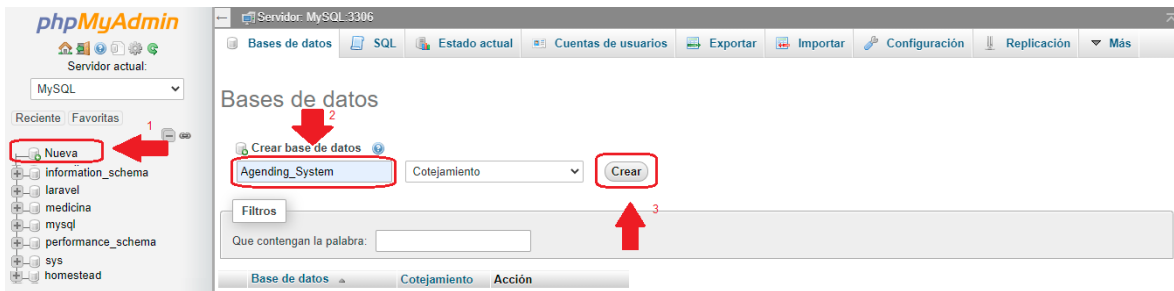 phpMyAdmin
Servidor actual:
MySQL
Reciente Favoritas
1
Nueva
information_schema
laravel
medicina
mysql
performance_schema
sys
homestead
Servidor: MySQL:3306
Bases de datos SQL Estado actual Cuentas de usuarios Exportar Importar Configuración Replicación Más
Bases de datos
2
Crear base de datos
Agending_System Cotejamiento Crear
3
Filtros
Que contengan la palabra:
Base de datos Cotejamiento Acción